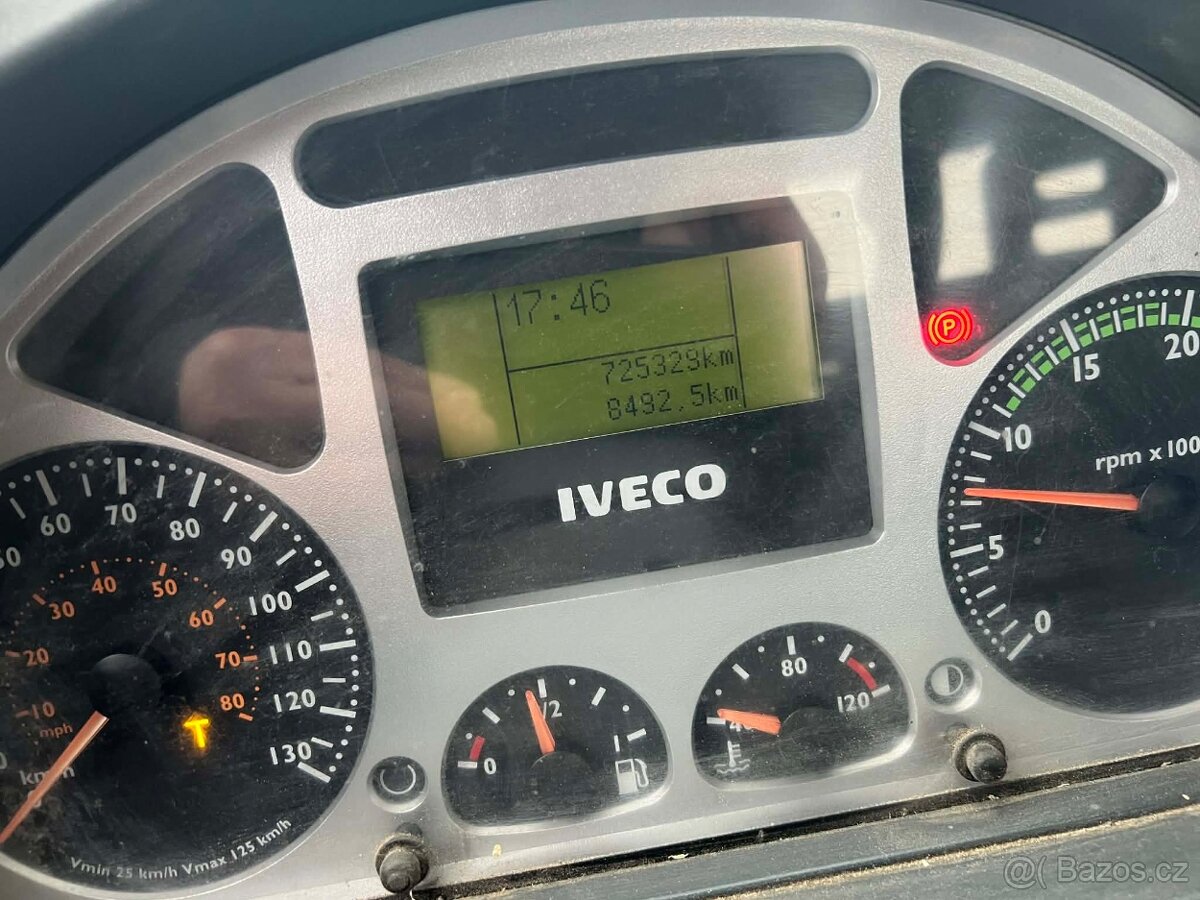 17:46
725329km
8492.5km
IVECO
P
50 60 70 80 90 100 110 120 130
10 20 30 40 50 60 70 80
mph
km/h
Vmin 25 km/h Vmax 125 km/h
0 1/2 1
40 80 120
0 5 10 15 20
rpm x 100
@( Bazos.cz